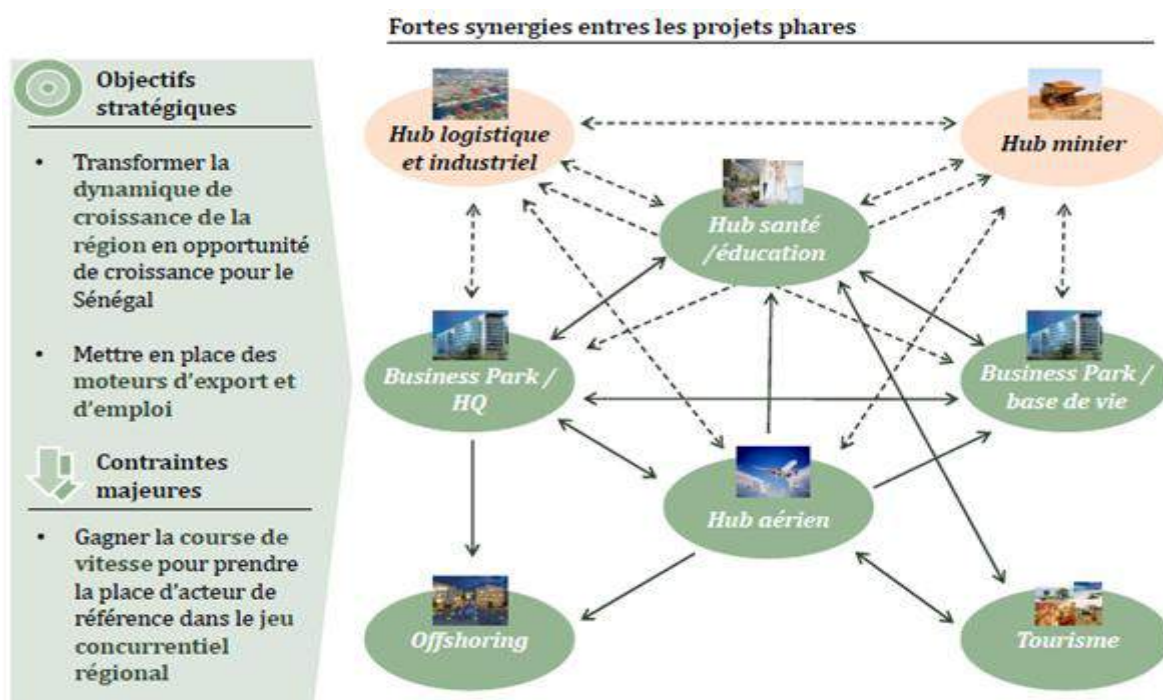 Fortes synergies entres les projets phares
Objectifs
stratégiques
• Transformer la
dynamique de
croissance de la
région en opportunité
de croissance pour le
Sénégal
• Mettre en place des
moteurs d'export et
d'emploi
Contraintes
majeures
• Gagner la course de
vitesse pour prendre
la place d'acteur de
référence dans le jeu
concurrentiel
régional
Hub logistique
et industriel
Hub minier
Hub santé
/éducation
Business Park /
HQ
Business Park /
base de vie
Hub aérien
Offshoring
Tourisme